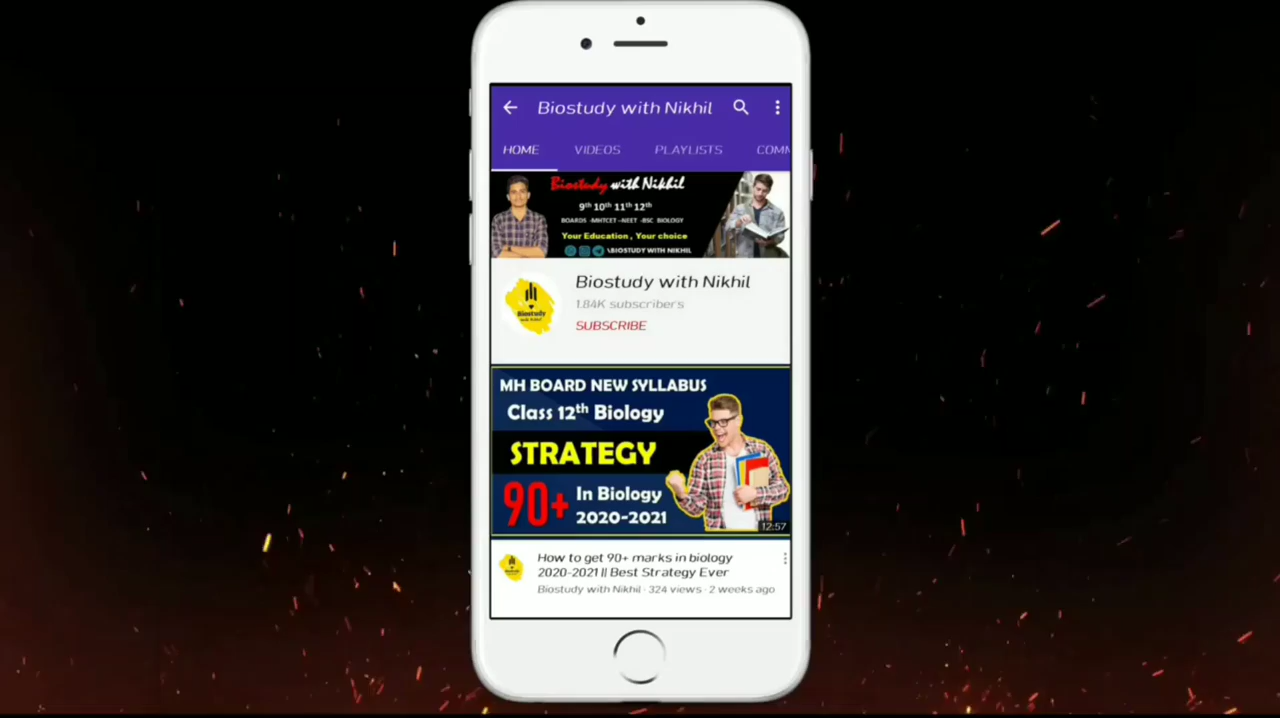 Biostudy with Nikhil
HOME VIDEOS PLAYLISTS COMM
Biostudy with Nikhil
9th 10th 11th 12th
BOARDS -MHTCET -NEET -BSC BIOLOGY
Your Education , Your choice
\BIOSTUDY WITH NIKHIL
Biostudy
Biostudy with Nikhil
1.84K subscriber's
SUBSCRIBE
MH BOARD NEW SYLLABUS
Class 12th Biology
STRATEGY
90+ In Biology
2020-2021
12:57
How to get 90+ marks in biology
2020-2021 || Best Strategy Ever
Biostudy with Nikhil · 324 views · 2 weeks ago